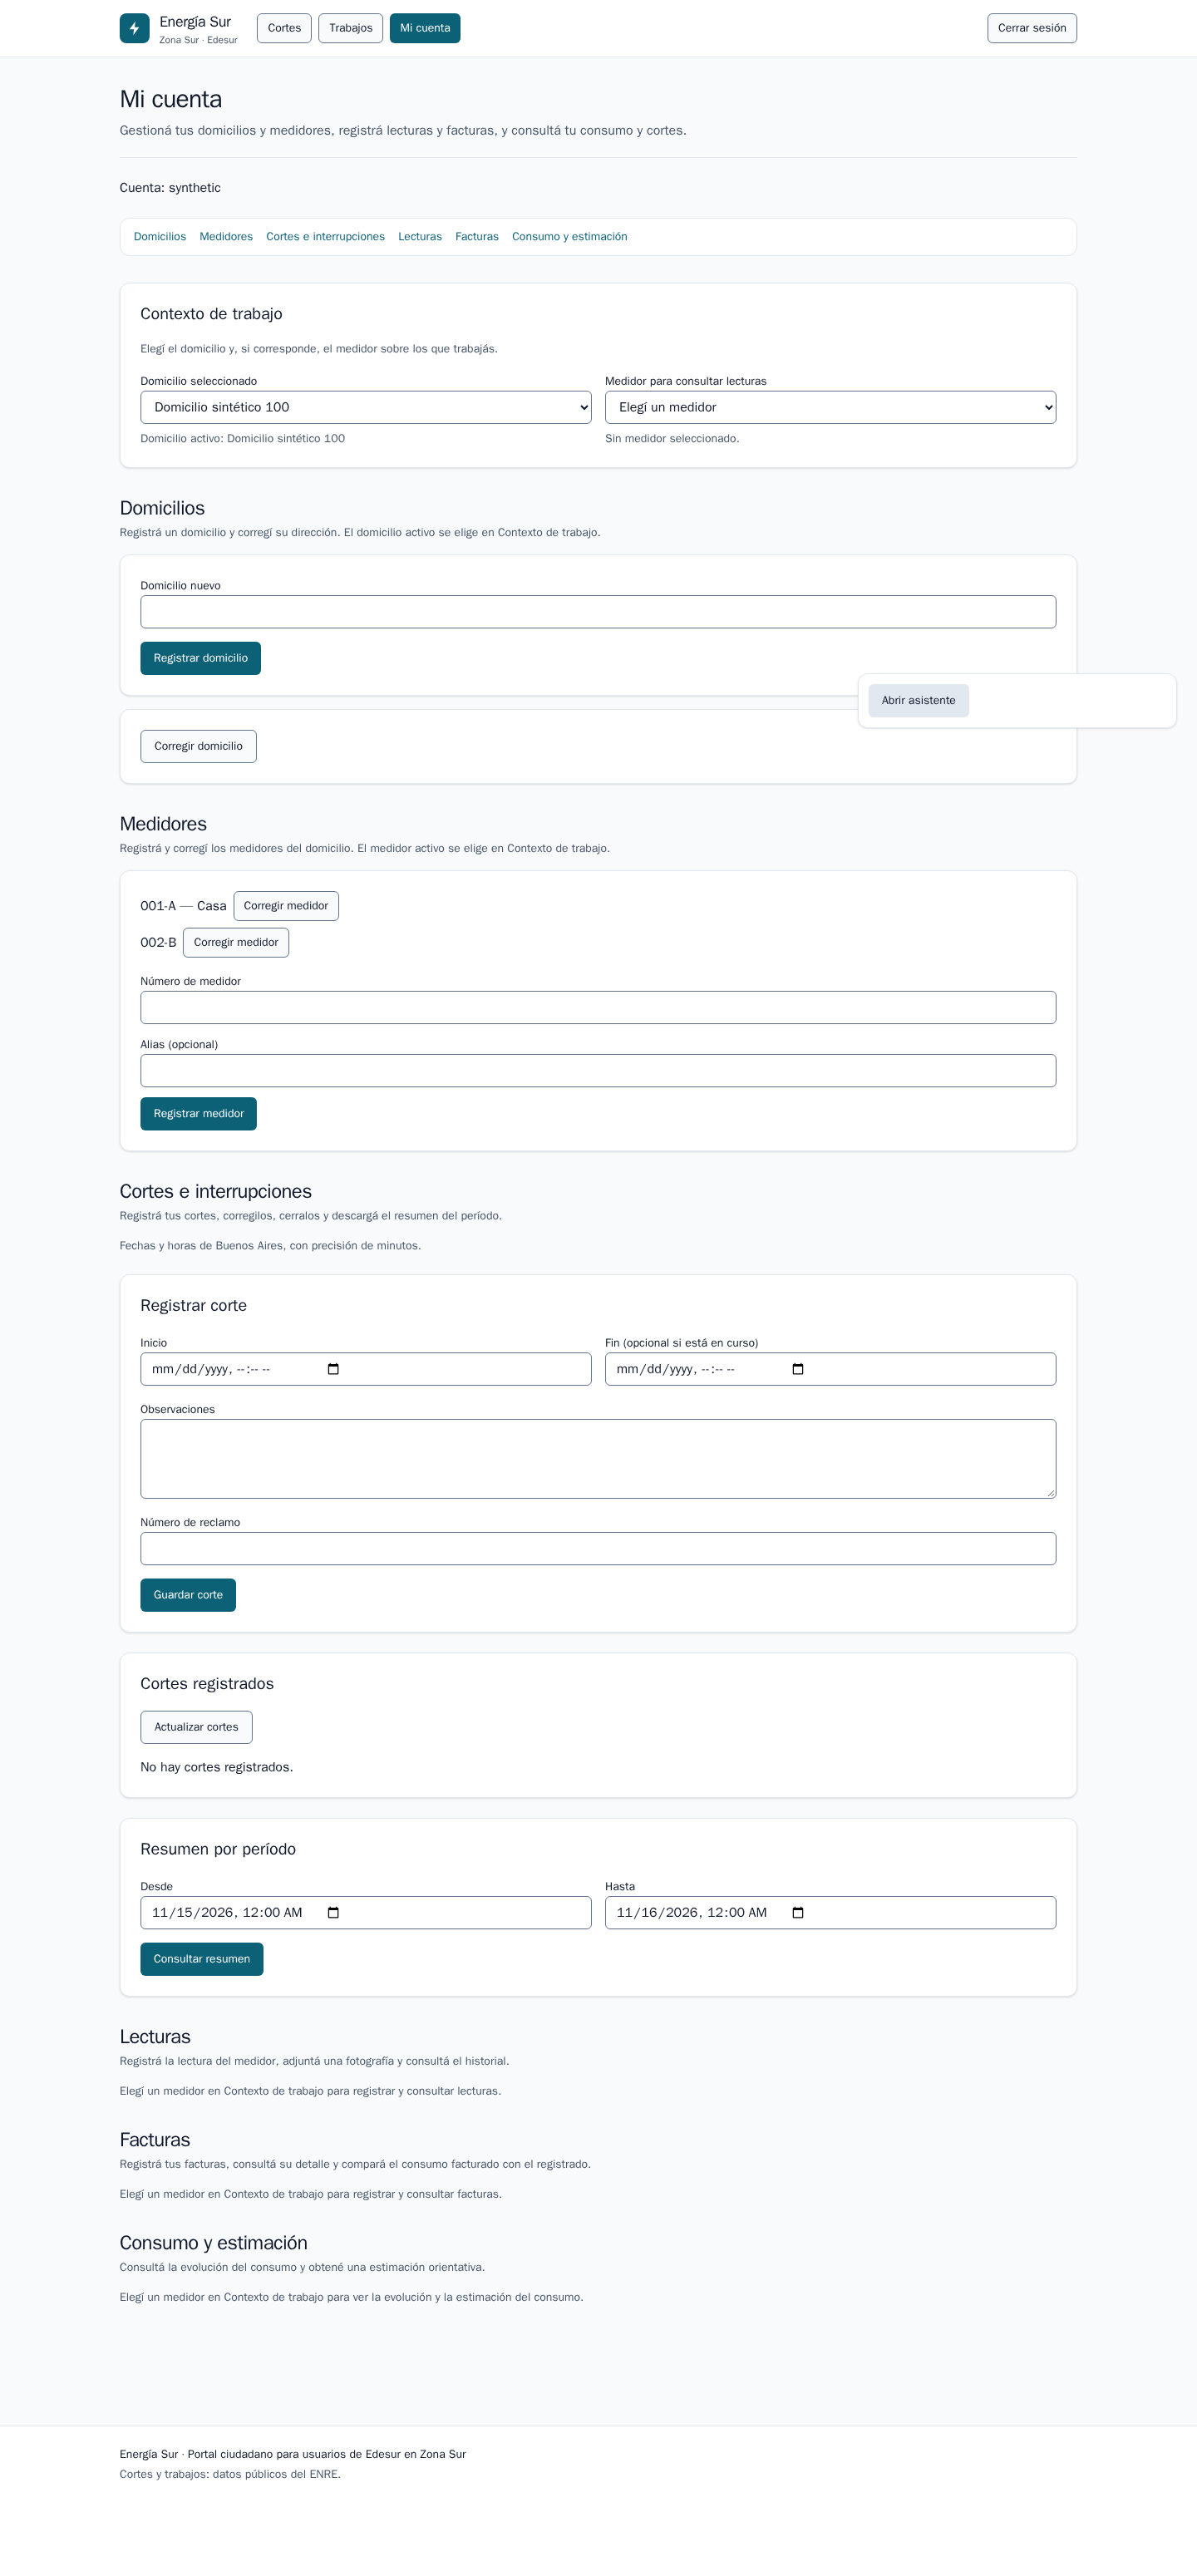 Energía Sur
Zona Sur · Edesur
Cortes
Trabajos
Mi cuenta
Cerrar sesión
Mi cuenta
Gestioná tus domicilios y medidores, registrá lecturas y facturas, y consultá tu consumo y cortes.
Cuenta: synthetic
Domicilios
Medidores
Cortes e interrupciones
Lecturas
Facturas
Consumo y estimación
Contexto de trabajo
Elegí el domicilio y, si corresponde, el medidor sobre los que trabajás.
Domicilio seleccionado
Domicilio sintético 100
Domicilio activo: Domicilio sintético 100
Medidor para consultar lecturas
Elegí un medidor
Sin medidor seleccionado.
Domicilios
Registrá un domicilio y corregí su dirección. El domicilio activo se elige en Contexto de trabajo.
Domicilio nuevo
Registrar domicilio
Abrir asistente
Corregir domicilio
Medidores
Registrá y corregí los medidores del domicilio. El medidor activo se elige en Contexto de trabajo.
001-A — Casa
Corregir medidor
002-B
Corregir medidor
Número de medidor
Alias (opcional)
Registrar medidor
Cortes e interrupciones
Registrá tus cortes, corregilos, cerralos y descargá el resumen del período.
Fechas y horas de Buenos Aires, con precisión de minutos.
Registrar corte
Inicio
mm/dd/yyyy, --:-- --
Fin (opcional si está en curso)
mm/dd/yyyy, --:-- --
Observaciones
Número de reclamo
Guardar corte
Cortes registrados
Actualizar cortes
No hay cortes registrados.
Resumen por período
Desde
11/15/2026, 12:00 AM
Hasta
11/16/2026, 12:00 AM
Consultar resumen
Lecturas
Registrá la lectura del medidor, adjuntá una fotografía y consultá el historial.
Elegí un medidor en Contexto de trabajo para registrar y consultar lecturas.
Facturas
Registrá tus facturas, consultá su detalle y compará el consumo facturado con el registrado.
Elegí un medidor en Contexto de trabajo para registrar y consultar facturas.
Consumo y estimación
Consultá la evolución del consumo y obtené una estimación orientativa.
Elegí un medidor en Contexto de trabajo para ver la evolución y la estimación del consumo.
Energía Sur · Portal ciudadano para usuarios de Edesur en Zona Sur
Cortes y trabajos: datos públicos del ENRE.